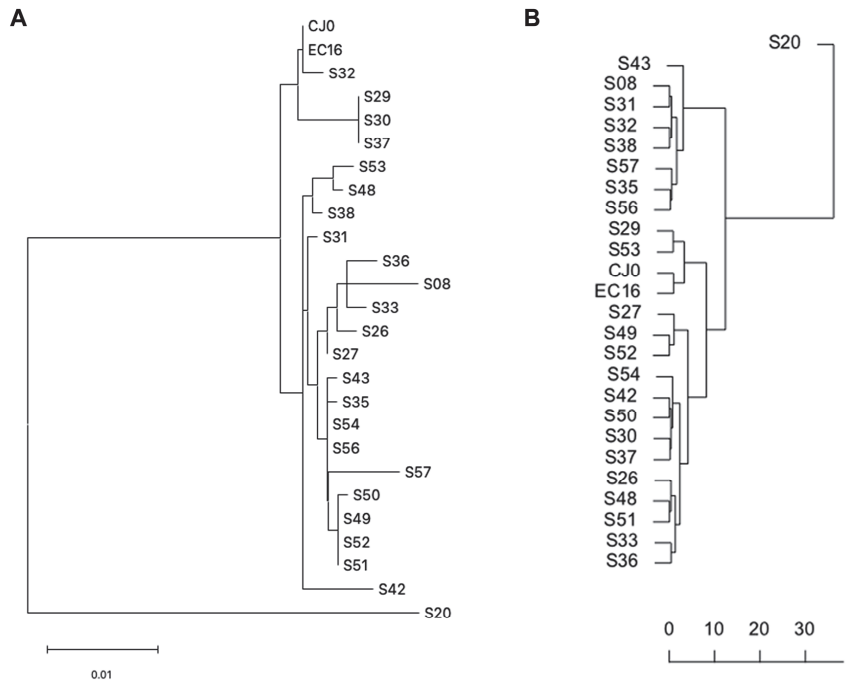 A
CJ0
EC16
S32
S29
S30
S37
S53
S48
S38
S31
S36
S08
S33
S26
S27
S43
S35
S54
S56
S57
S50
S49
S52
S51
S42
S20
0.01
B
S20
S43
S08
S31
S32
S38
S57
S35
S56
S29
S53
CJ0
EC16
S27
S49
S52
S54
S42
S50
S30
S37
S26
S48
S51
S33
S36
0 10 20 30